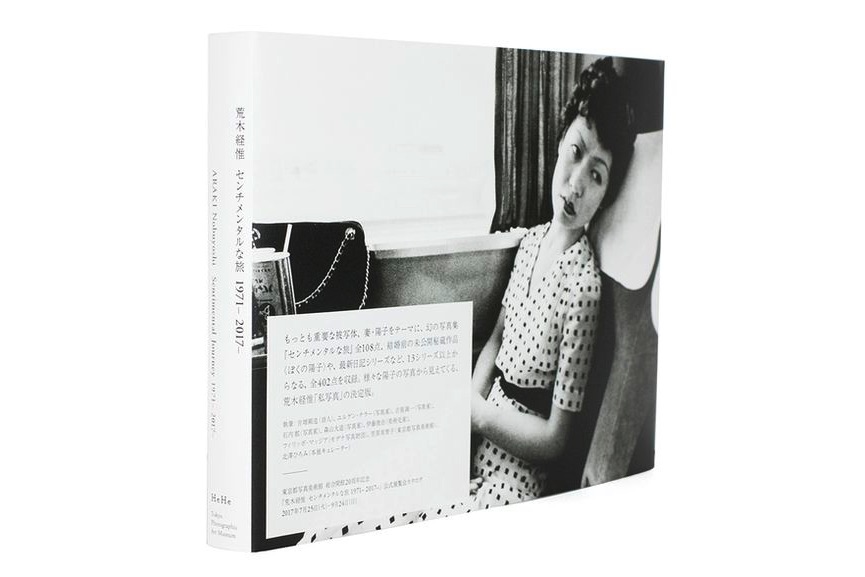 荒木経惟 センチメンタルな旅 1971– 2017–
ARAKI Nobuyoshi Sentimental Journey 1971– 2017–
HeHe
Tokyo
Photographic
Art Museum
もっとも重要な被写体、妻・陽子をテーマに、幻の写真集
『センチメンタルな旅』全108点、結婚前の未公開秘蔵作品
〈ぼくの陽子〉や、最新日記シリーズなど、13シリーズ以上か
らなる、全402点を収録。様々な陽子の写真から見えてくる、
荒木経惟「私写真」の決定版。
東京都写真美術館 総合開館20周年記念
「荒木経惟 センチメンタルな旅 1971–2017–」公式展覧会カタログ
2017年7月25日(火)–9月24日(日)